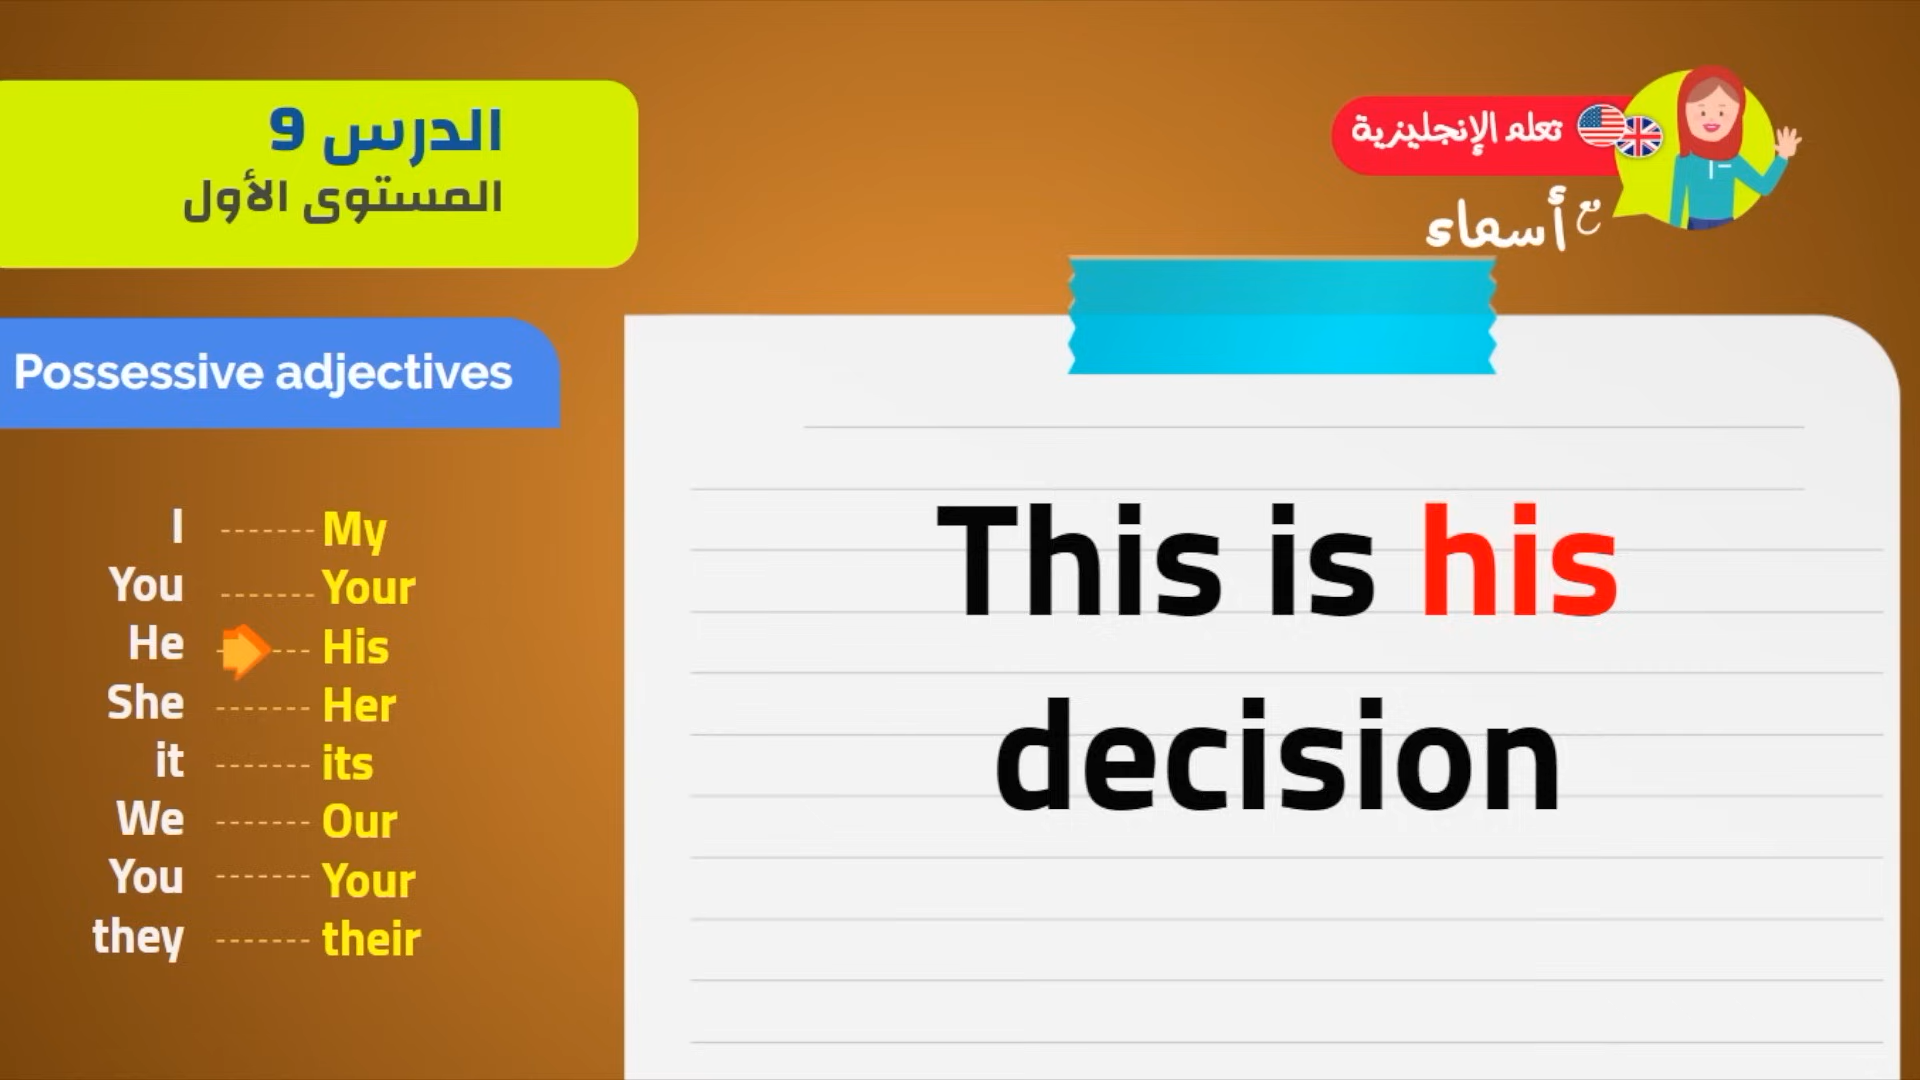 الدرس 9
المستوى الأول
تعلم الإنجليزية
مع أسماء
Possessive adjectives
I ------- My
You ------- Your
He --- His
She ------- Her
it ------- its
We ------- Our
You ------- Your
they ------- their
This is his
decision